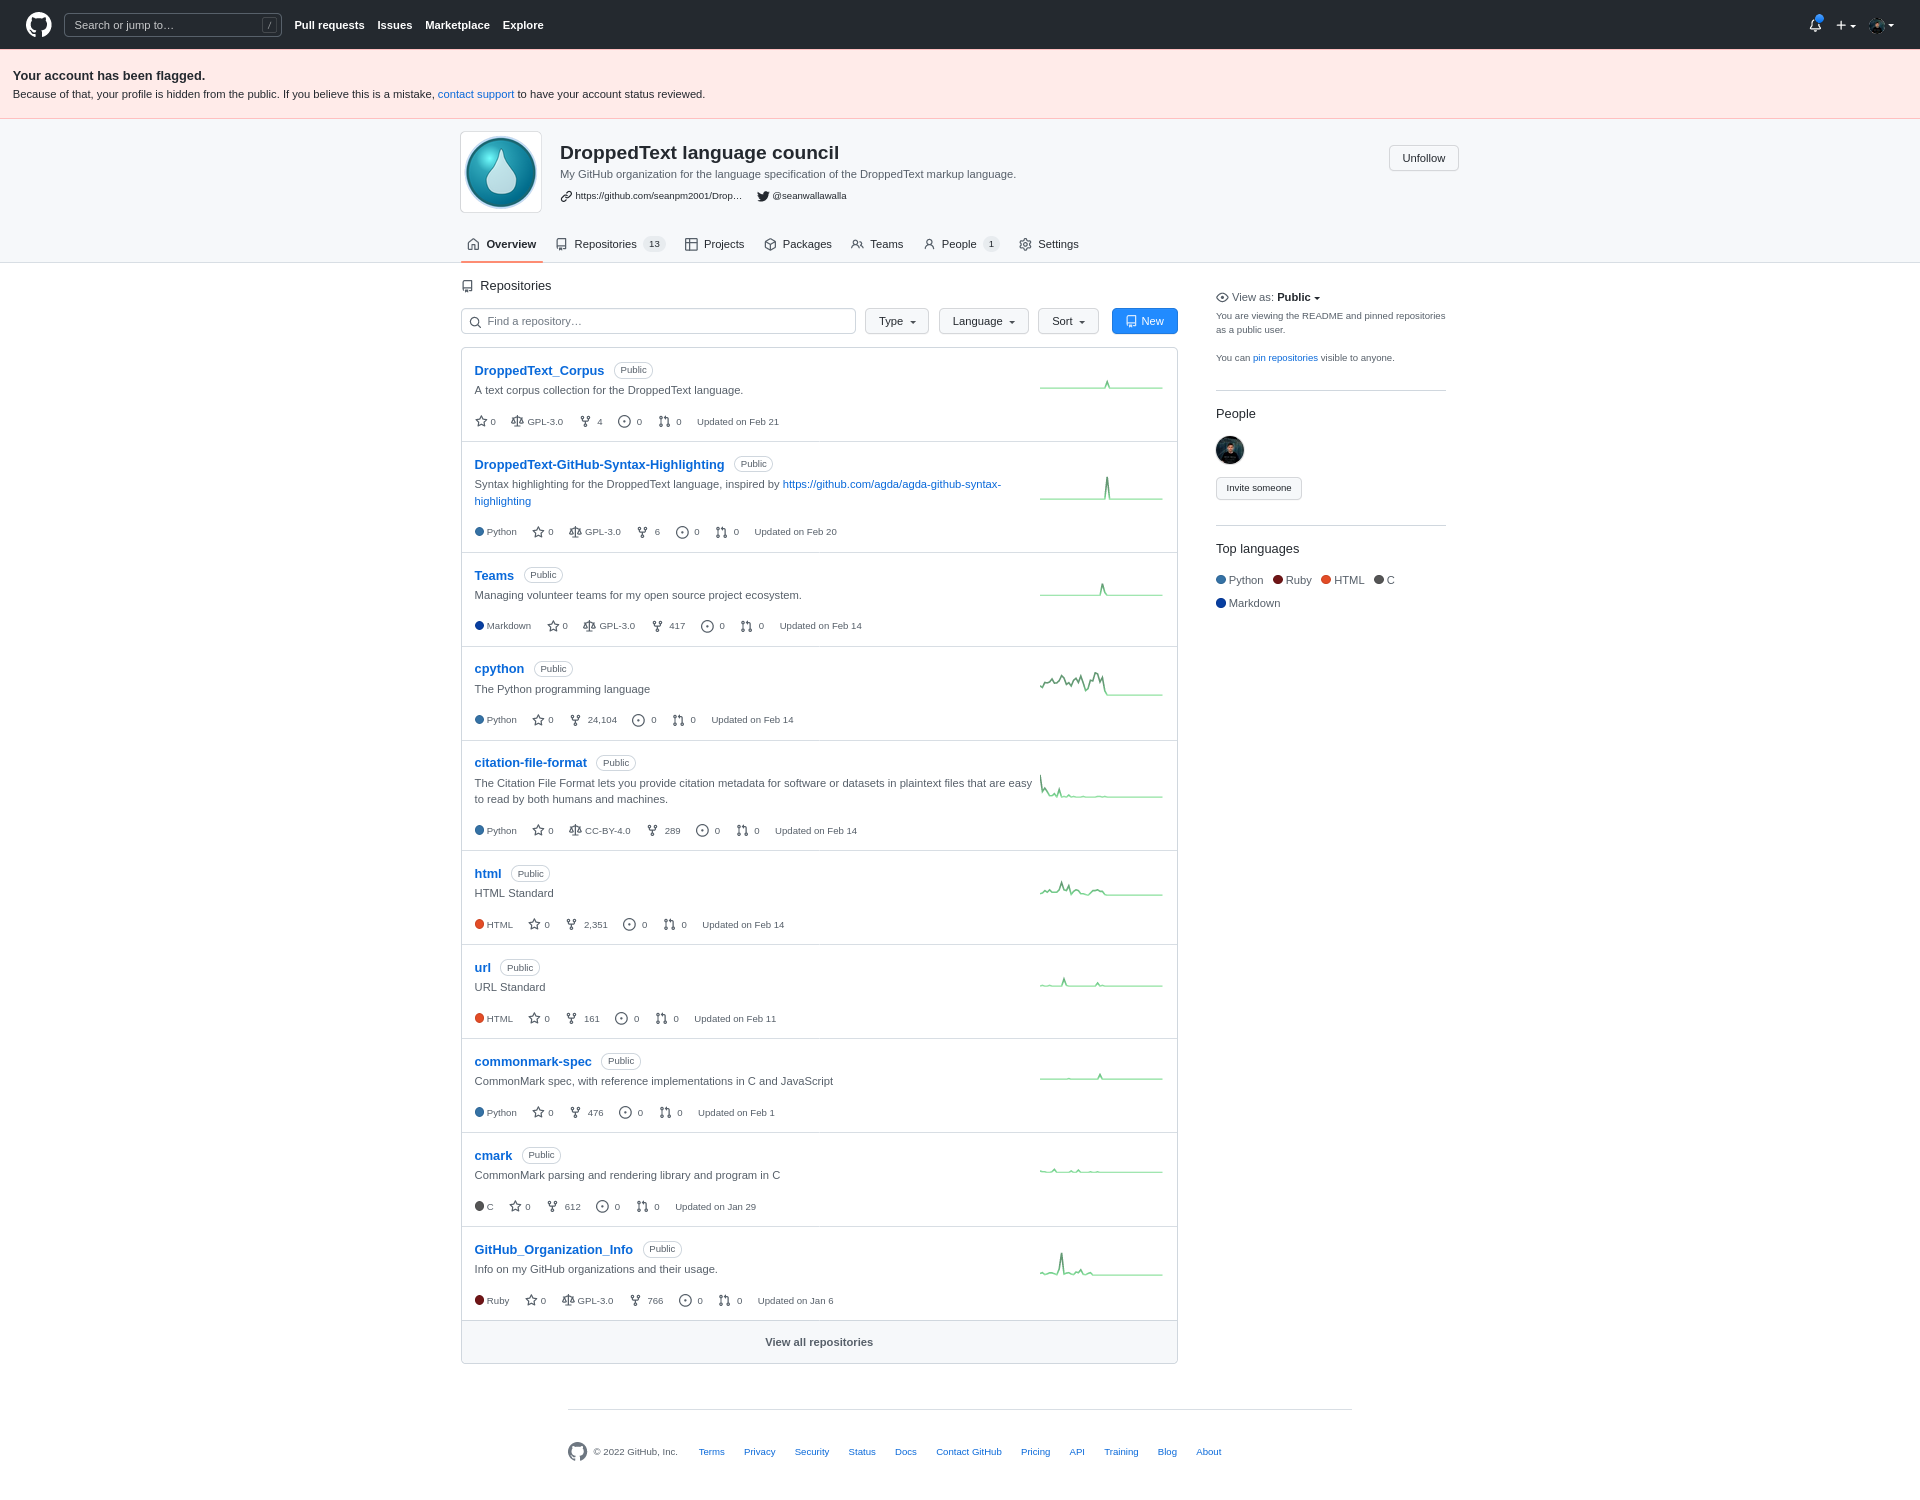 Search or jump to… /
Pull requests Issues Marketplace Explore
Your account has been flagged.
Because of that, your profile is hidden from the public. If you believe this is a mistake, contact support to have your account status reviewed.
DroppedText language council
My GitHub organization for the language specification of the DroppedText markup language.
https://github.com/seanpm2001/Drop… @seanwallawalla
Unfollow
Overview Repositories 13 Projects Packages Teams People 1 Settings
Repositories
Find a repository… Type Language Sort New
DroppedText_Corpus Public
A text corpus collection for the DroppedText language.
0 GPL-3.0 4 0 0 Updated on Feb 21
DroppedText-GitHub-Syntax-Highlighting Public
Syntax highlighting for the DroppedText language, inspired by https://github.com/agda/agda-github-syntax-
highlighting
Python 0 GPL-3.0 6 0 0 Updated on Feb 20
Teams Public
Managing volunteer teams for my open source project ecosystem.
Markdown 0 GPL-3.0 417 0 0 Updated on Feb 14
cpython Public
The Python programming language
Python 0 24,104 0 0 Updated on Feb 14
citation-file-format Public
The Citation File Format lets you provide citation metadata for software or datasets in plaintext files that are easy
to read by both humans and machines.
Python 0 CC-BY-4.0 289 0 0 Updated on Feb 14
html Public
HTML Standard
HTML 0 2,351 0 0 Updated on Feb 14
url Public
URL Standard
HTML 0 161 0 0 Updated on Feb 11
commonmark-spec Public
CommonMark spec, with reference implementations in C and JavaScript
Python 0 476 0 0 Updated on Feb 1
cmark Public
CommonMark parsing and rendering library and program in C
C 0 612 0 0 Updated on Jan 29
GitHub_Organization_Info Public
Info on my GitHub organizations and their usage.
Ruby 0 GPL-3.0 766 0 0 Updated on Jan 6
View all repositories
View as: Public
You are viewing the README and pinned repositories
as a public user.
You can pin repositories visible to anyone.
People
Invite someone
Top languages
Python Ruby HTML C
Markdown
© 2022 GitHub, Inc. Terms Privacy Security Status Docs Contact GitHub Pricing API Training Blog About